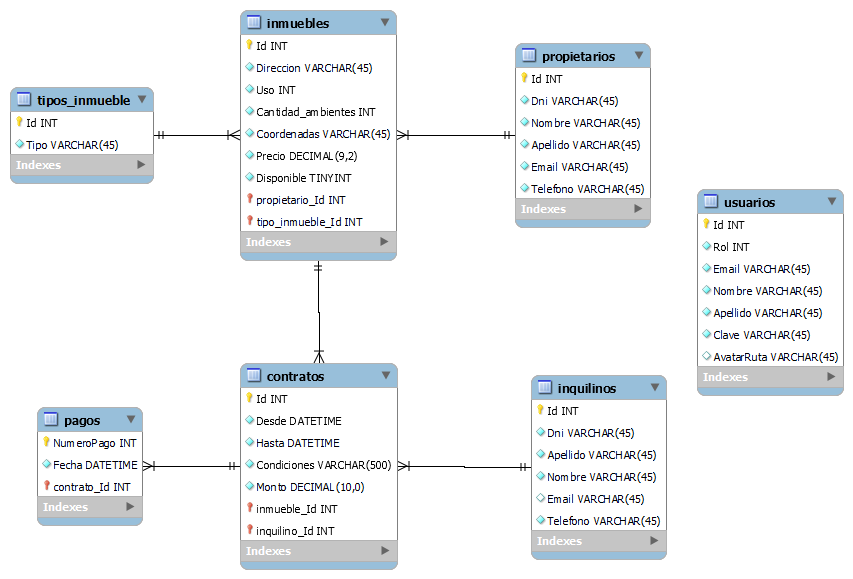 tipos_inmueble
Id INT
Tipo VARCHAR(45)
Indexes
inmuebles
Id INT
Direccion VARCHAR(45)
Uso INT
Cantidad_ambientes INT
Coordenadas VARCHAR(45)
Precio DECIMAL(9,2)
Disponible TINYINT
propietario_Id INT
tipo_inmueble_Id INT
Indexes
propietarios
Id INT
Dni VARCHAR(45)
Nombre VARCHAR(45)
Apellido VARCHAR(45)
Email VARCHAR(45)
Telefono VARCHAR(45)
Indexes
usuarios
Id INT
Rol INT
Email VARCHAR(45)
Nombre VARCHAR(45)
Apellido VARCHAR(45)
Clave VARCHAR(45)
AvatarRuta VARCHAR(45)
Indexes
pagos
NumeroPago INT
Fecha DATETIME
contrato_Id INT
Indexes
contratos
Id INT
Desde DATETIME
Hasta DATETIME
Condiciones VARCHAR(500)
Monto DECIMAL(10,0)
inmueble_Id INT
inquilino_Id INT
Indexes
inquilinos
Id INT
Dni VARCHAR(45)
Apellido VARCHAR(45)
Nombre VARCHAR(45)
Email VARCHAR(45)
Telefono VARCHAR(45)
Indexes